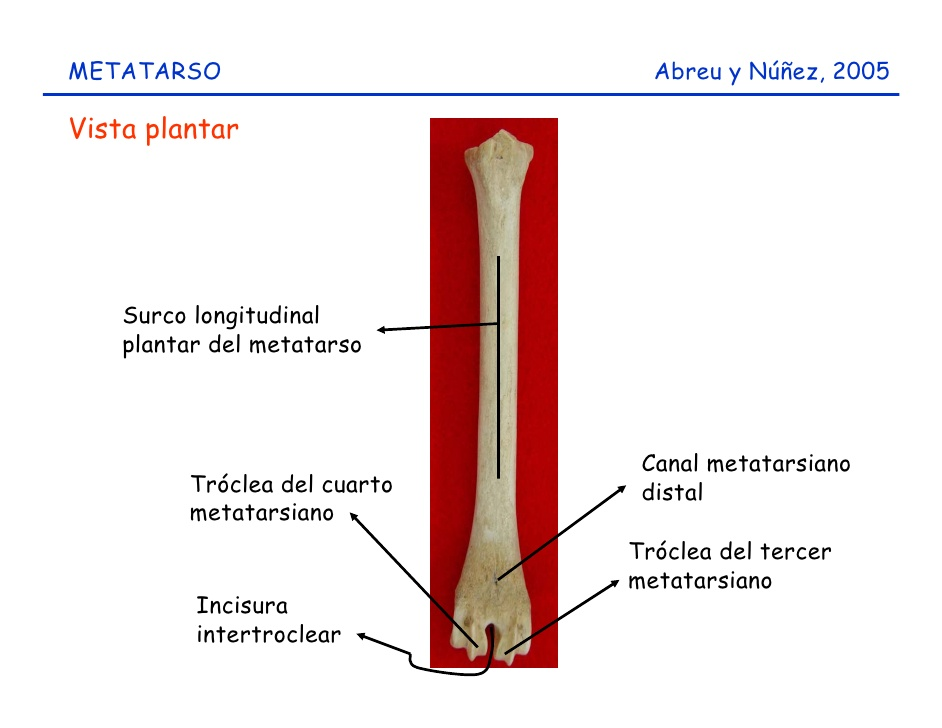 METATARSO
Abreu y Núñez, 2005
Vista plantar
Surco longitudinal
plantar del metatarso
Canal metatarsiano
distal
Tróclea del cuarto
metatarsiano
Tróclea del tercer
metatarsiano
Incisura
intertroclear